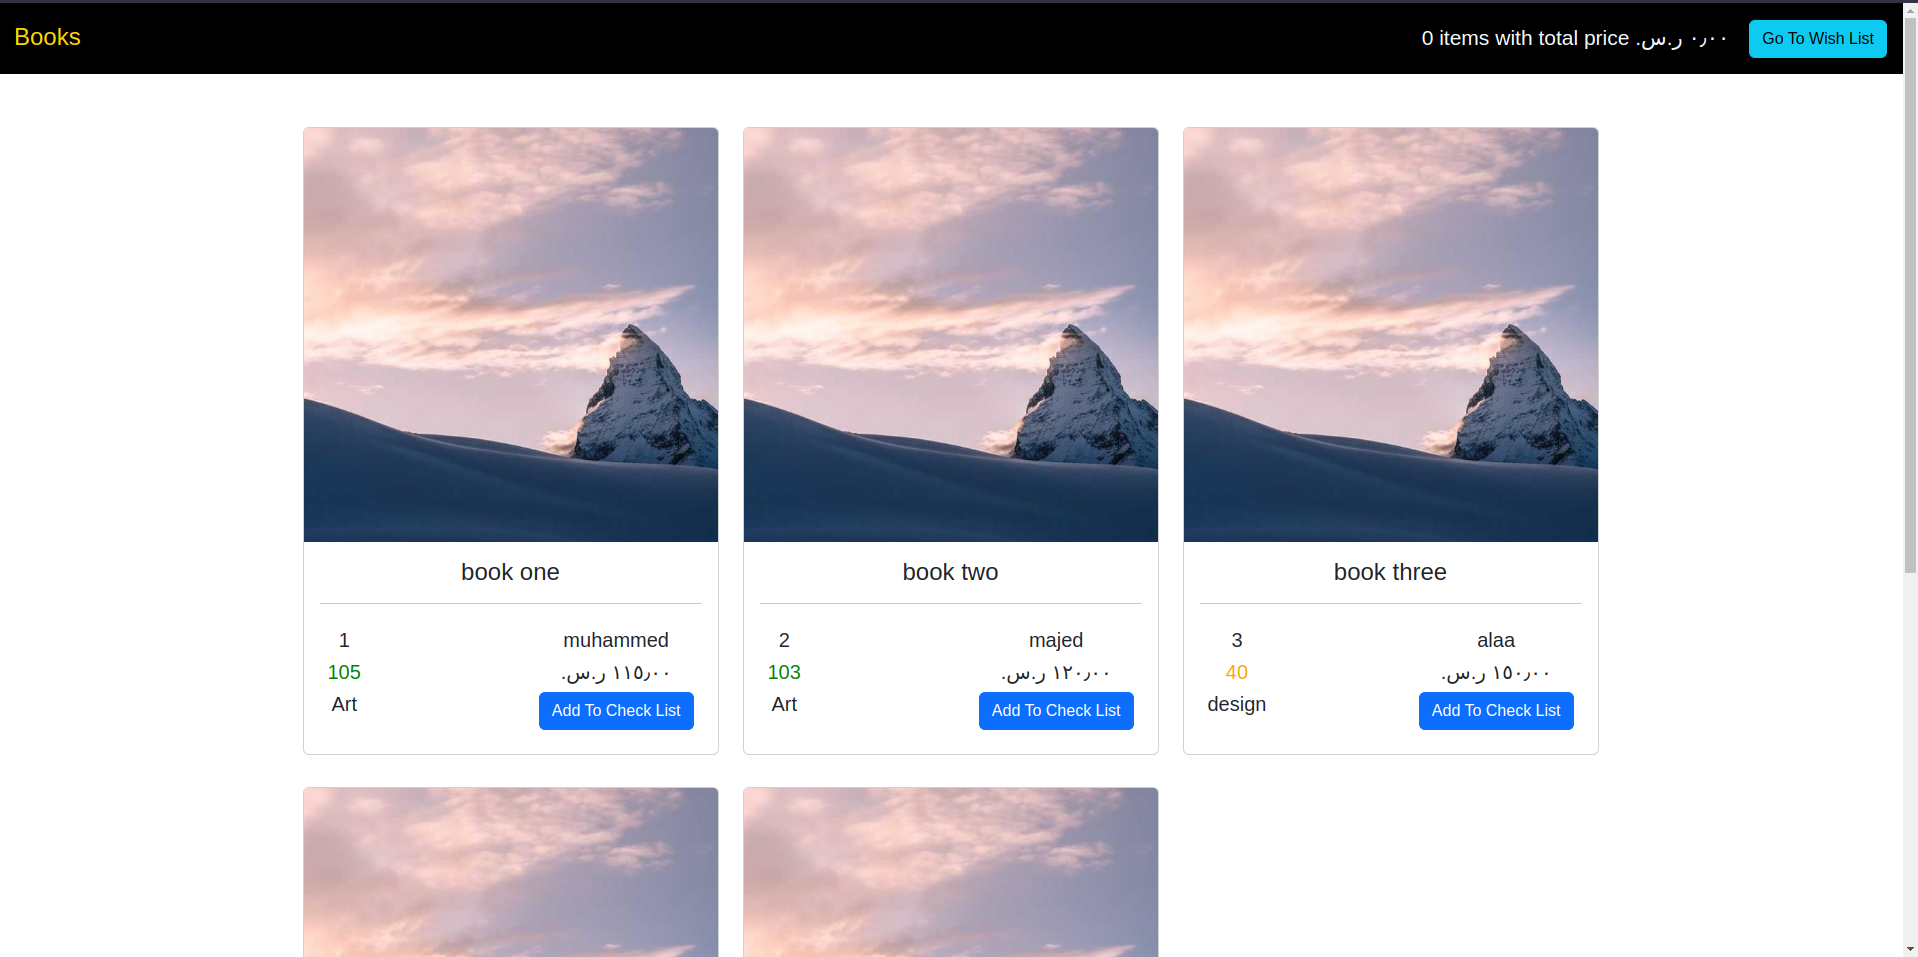 Books
0 items with total price ٠٫٠٠ ر.س.
Go To Wish List
book one
1
muhammed
105
١١٥٫٠٠ ر.س.
Art
Add To Check List
book two
2
majed
103
١٢٠٫٠٠ ر.س.
Art
Add To Check List
book three
3
alaa
40
١٥٠٫٠٠ ر.س.
design
Add To Check List